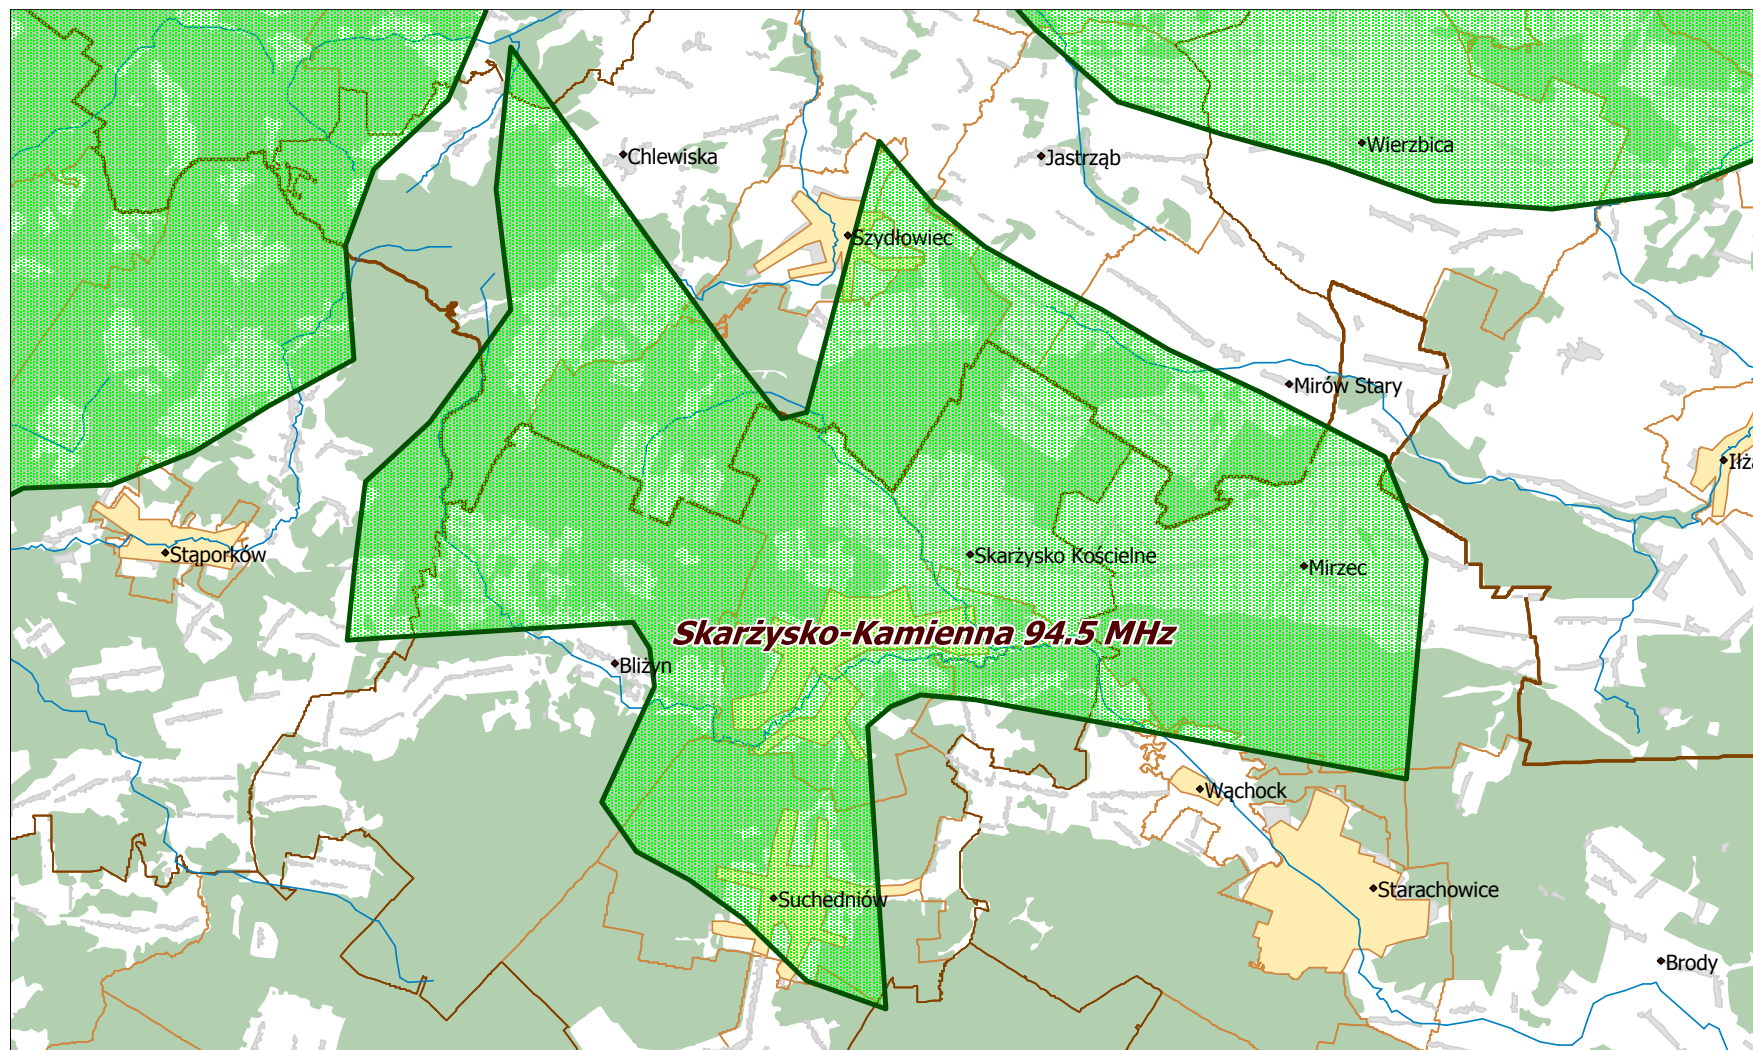 Wierzbica
Chlewiska
Jastrząb
Szydłowiec
Mirów Stary
Iłż
Stąporków
Skarżysko Kościelne
Mirzec
Skarżysko-Kamienna 94.5 MHz
Bliżyn
Wąchock
Starachowice
Suchedniów
Brody